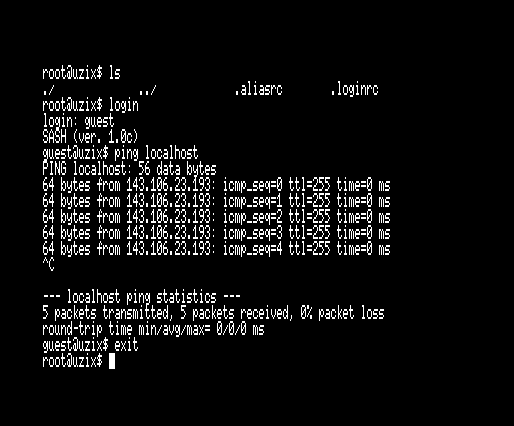 root@uzix$ ls
./              ../             .aliasrc        .loginrc
root@uzix$ login
login: guest
SASH (ver. 1.0c)
guest@uzix$ ping localhost
PING localhost: 56 data bytes
64 bytes from 143.106.23.193: icmp_seq=0 ttl=255 time=0 ms
64 bytes from 143.106.23.193: icmp_seq=1 ttl=255 time=0 ms
64 bytes from 143.106.23.193: icmp_seq=2 ttl=255 time=0 ms
64 bytes from 143.106.23.193: icmp_seq=3 ttl=255 time=0 ms
64 bytes from 143.106.23.193: icmp_seq=4 ttl=255 time=0 ms
^C
--- localhost ping statistics ---
5 packets transmitted, 5 packets received, 0% packet loss
round-trip time min/avg/max= 0/0/0 ms
guest@uzix$ exit
root@uzix$